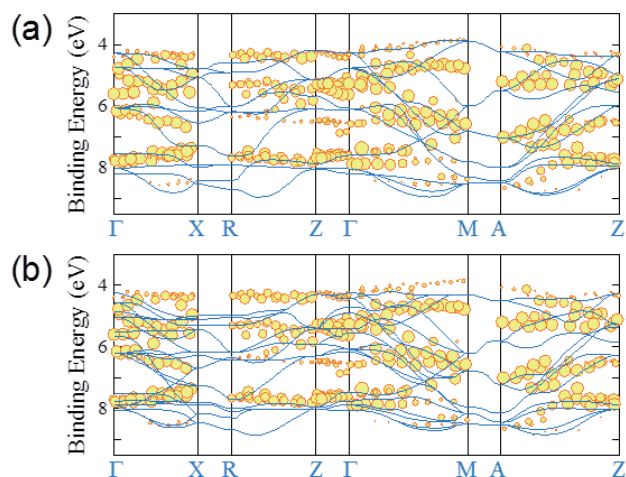 (a)
Binding Energy (eV)
4
6
8
Γ X R Z Γ M A Z
(b)
Binding Energy (eV)
4
6
8
Γ X R Z Γ M A Z